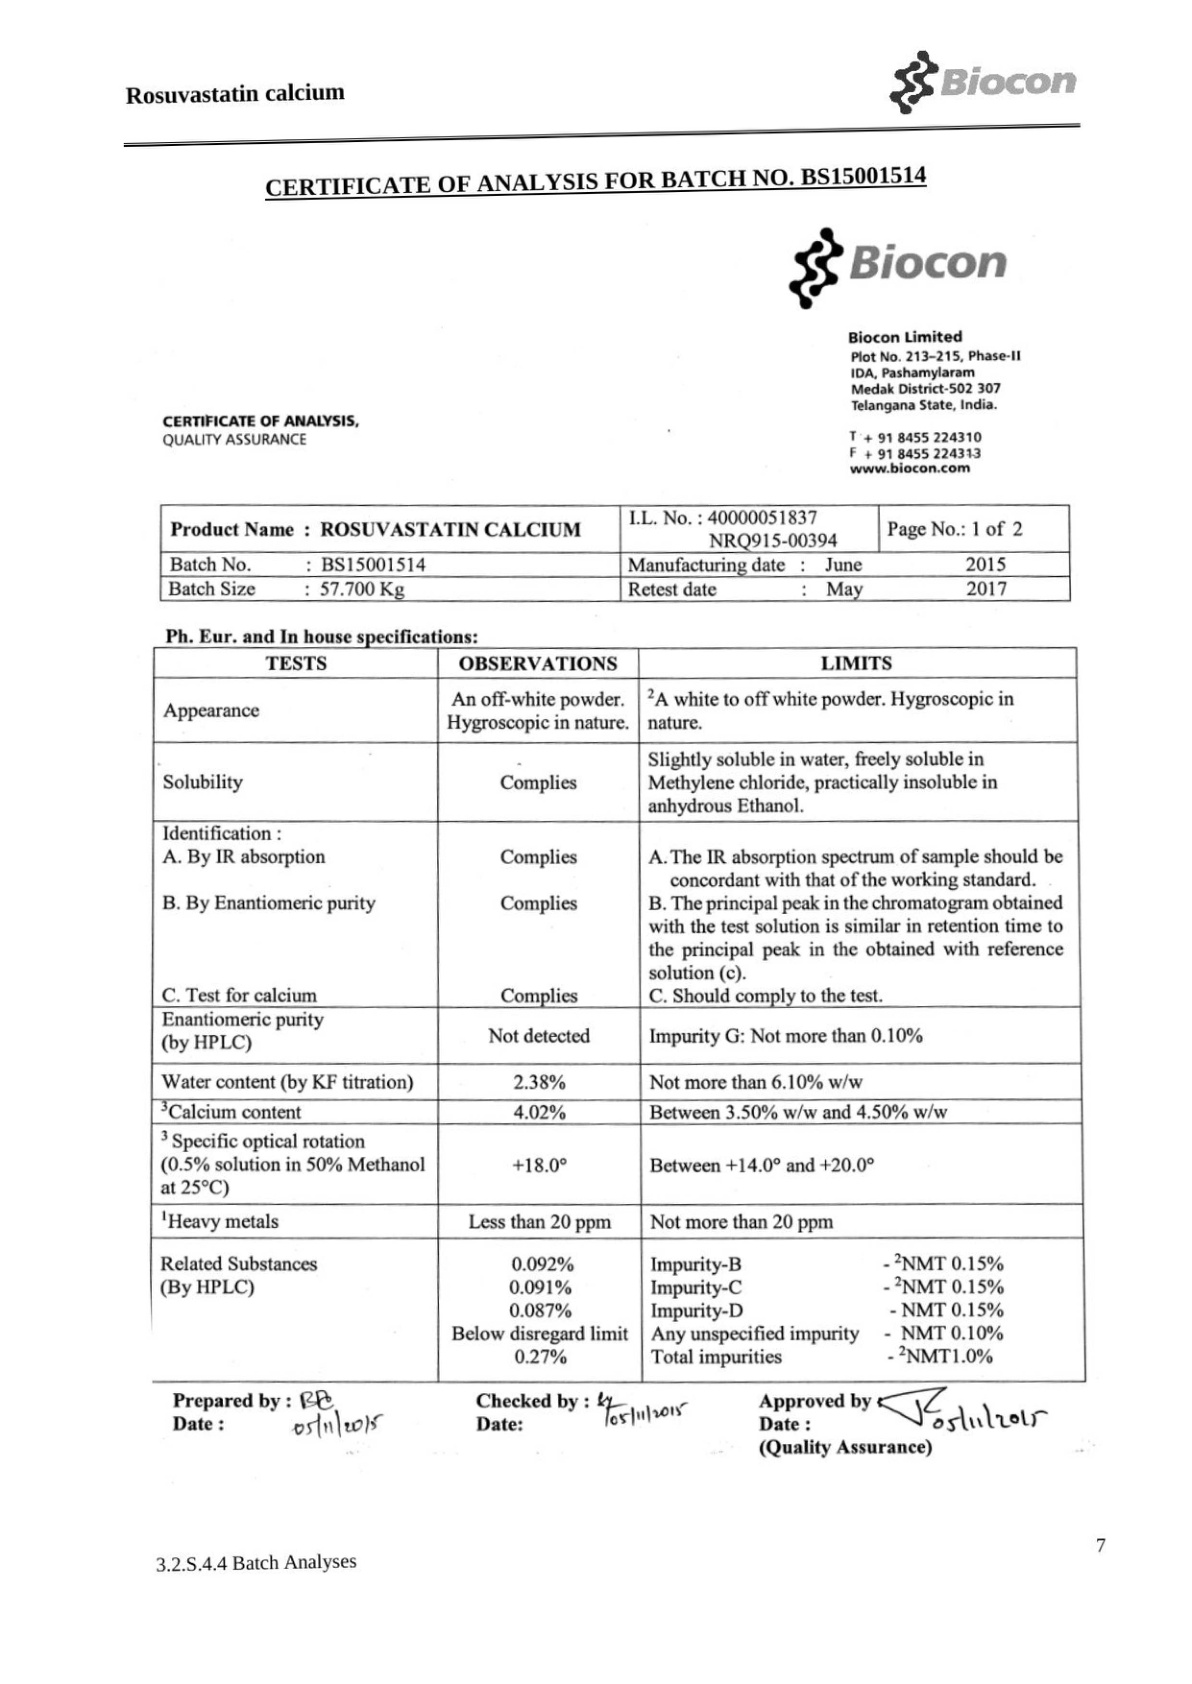 Rosuvastatin calcium
Biocon
CERTIFICATE OF ANALYSIS FOR BATCH NO. BS15001514
Biocon
Biocon Limited
Plot No. 213-215, Phase-II
IDA, Pashamylaram
Medak District-502 307
Telangana State, India.
CERTIFICATE OF ANALYSIS,
QUALITY ASSURANCE
T + 91 8455 224310
F + 91 8455 224313
www.biocon.com
Product Name : ROSUVASTATIN CALCIUM I.L. No. : 40000051837 NRQ915-00394 Page No.: 1 of 2
Batch No. : BS15001514 Manufacturing date : June 2015
Batch Size : 57.700 Kg Retest date : May 2017
Ph. Eur. and In house specifications:
TESTS OBSERVATIONS LIMITS
Appearance
An off-white powder.
Hygroscopic in nature.
²A white to off white powder. Hygroscopic in
nature.
Solubility
Complies
Slightly soluble in water, freely soluble in
Methylene chloride, practically insoluble in
anhydrous Ethanol.
Identification :
A. By IR absorption Complies A. The IR absorption spectrum of sample should be
concordant with that of the working standard.
B. By Enantiomeric purity Complies B. The principal peak in the chromatogram obtained
with the test solution is similar in retention time to
the principal peak in the obtained with reference
solution (c).
C. Test for calcium Complies C. Should comply to the test.
Enantiomeric purity
(by HPLC)
Not detected
Impurity G: Not more than 0.10%
Water content (by KF titration) 2.38% Not more than 6.10% w/w
³Calcium content 4.02% Between 3.50% w/w and 4.50% w/w
³ Specific optical rotation
(0.5% solution in 50% Methanol
at 25°C)
+18.0°
Between +14.0° and +20.0°
¹Heavy metals Less than 20 ppm Not more than 20 ppm
Related Substances 0.092% Impurity-B - ²NMT 0.15%
(By HPLC) 0.091% Impurity-C - ²NMT 0.15%
0.087% Impurity-D - NMT 0.15%
Below disregard limit Any unspecified impurity - NMT 0.10%
0.27% Total impurities - ²NMT1.0%
Prepared by : Checked by : Approved by
Date : 05/11/2015 Date: 05/11/2015 Date : 05/11/2015
(Quality Assurance)
7
3.2.S.4.4 Batch Analyses